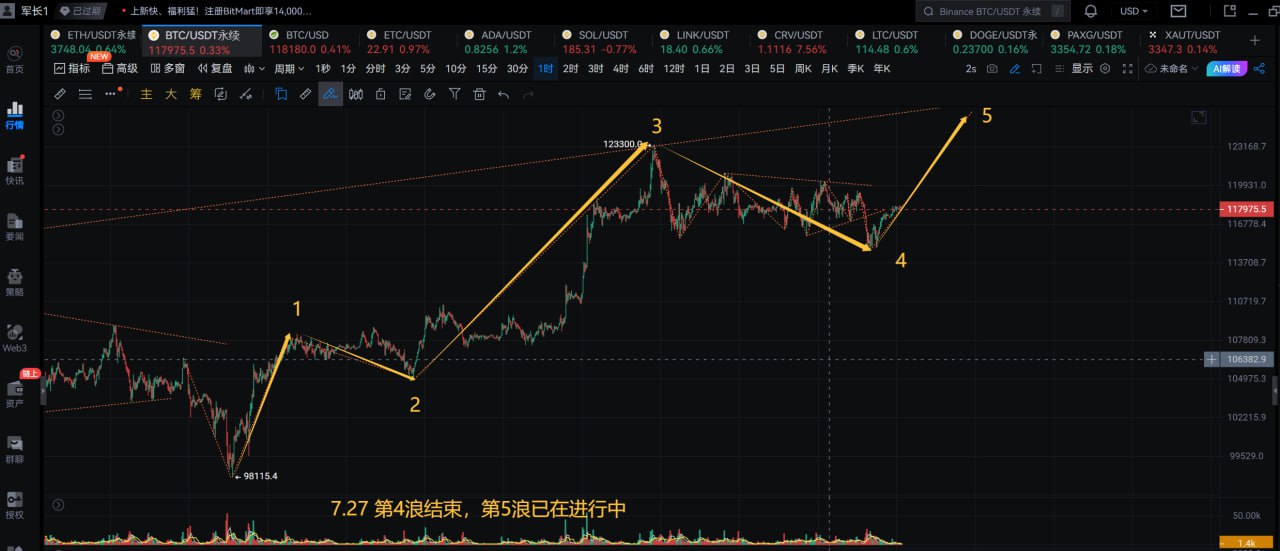 军长1 已过期 上新快、福利猛！注册BitMart即享14,000... Binance BTC/USDT 永续 / USD
ETH/USDT永续 BTC/USDT永续 BTC/USD ETC/USDT ADA/USDT SOL/USDT LINK/USDT CRV/USDT LTC/USDT DOGE/USDT永 PAXG/USDT XAUT/USDT
3748.04 0.64% 117975.5 0.33% 118180.0 0.41% 22.91 0.97% 0.8256 1.2% 185.31 -0.77% 18.40 0.66% 1.1116 7.56% 114.48 0.6% 0.23700 0.16% 3354.72 0.18% 3347.3 0.14%
NEW
指标 高级 多窗 复盘 周期 1秒 1分 分时 3分 5分 10分 15分 30分 1时 2时 3时 4时 6时 12时 1日 2日 3日 5日 周K 月K 季K 年K 2s 显示 未命名 AI解读
主 大 筹
首页
行情
快讯
要闻
策略
Web3
链上
资产
群聊
授权
5
3
123300.0
123168.7
119931.0
117975.5
116778.4
4
113708.7
110719.7
1
107809.3
106382.9
104975.3
2
102215.9
99529.0
98115.4
7.27 第4浪结束，第5浪已在进行中
50.00k
1.4k